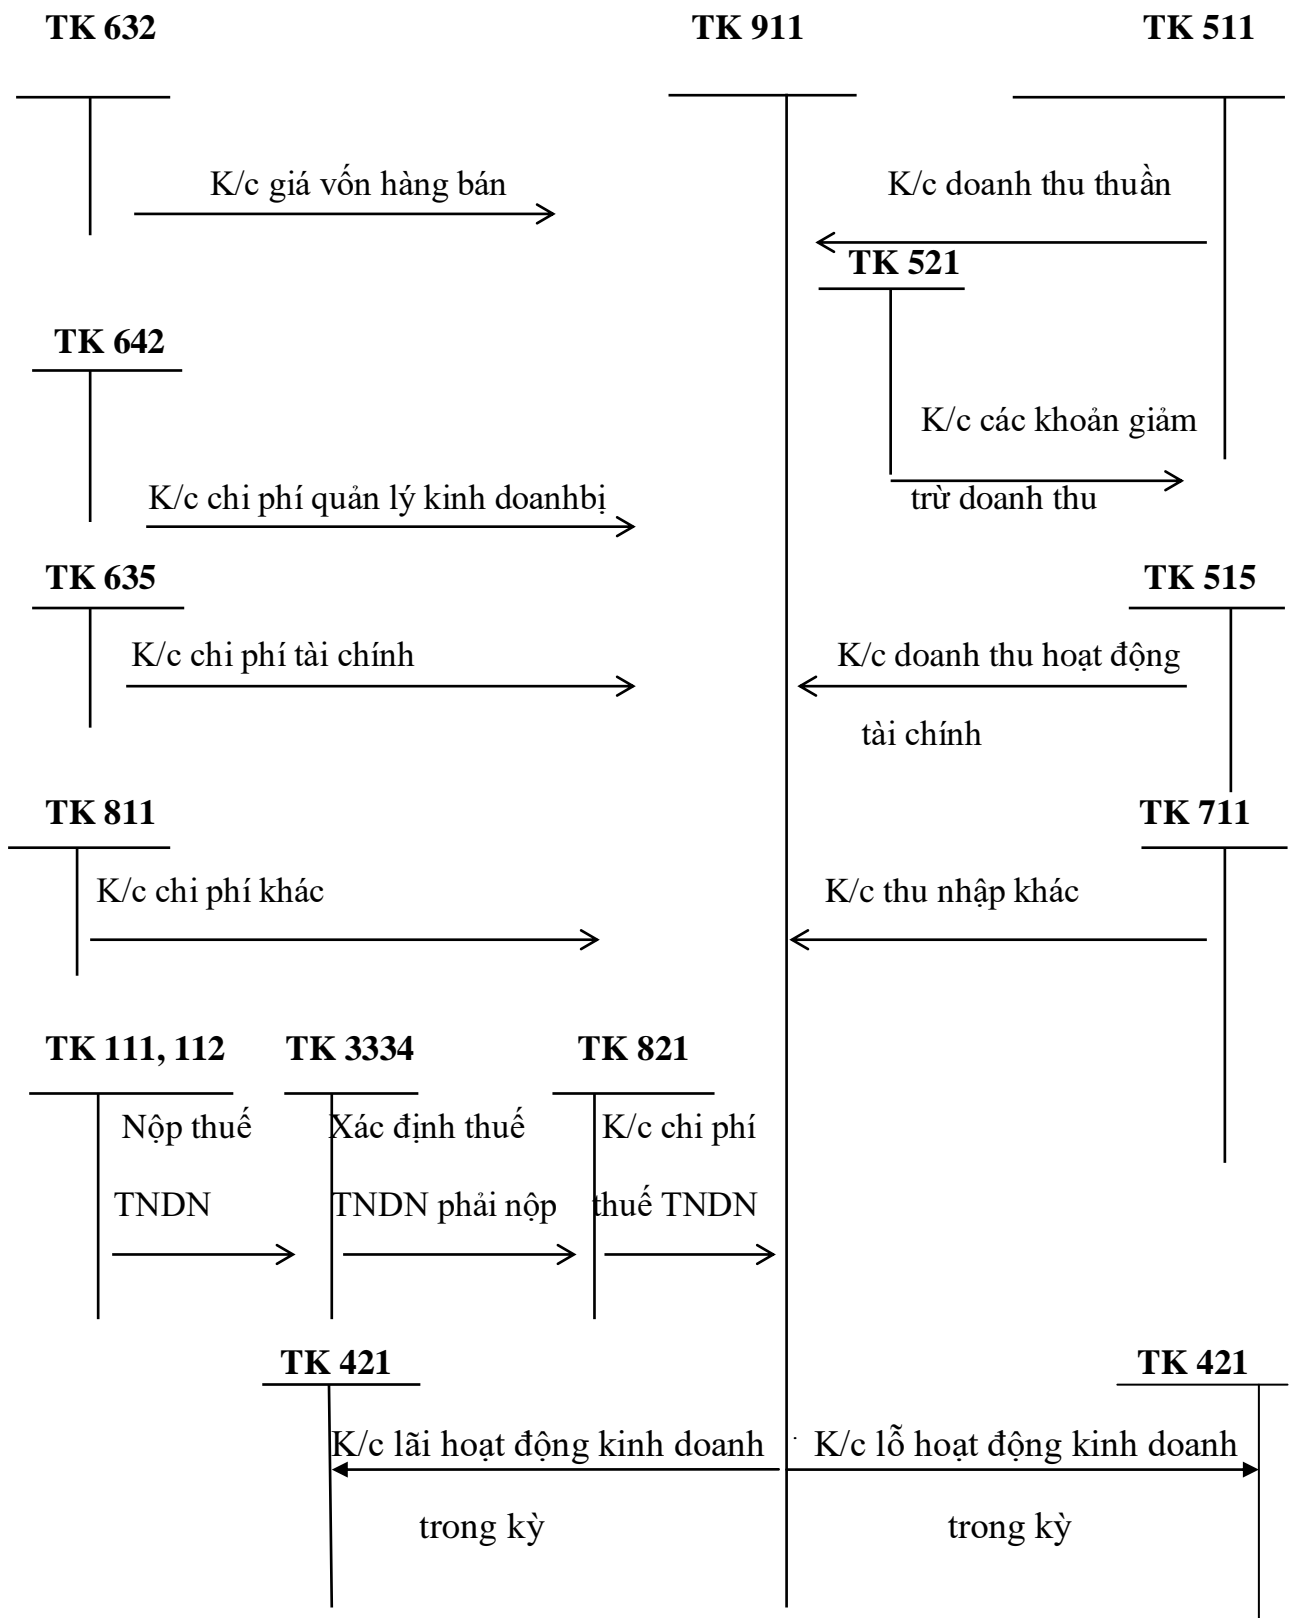 TK 632
TK 911
TK 511
K/c giá vốn hàng bán
K/c doanh thu thuần
TK 521
TK 642
K/c các khoản giảm
K/c chi phí quản lý kinh doanhbị
trừ doanh thu
TK 635
TK 515
K/c chi phí tài chính
K/c doanh thu hoạt động
tài chính
TK 811
TK 711
K/c chi phí khác
K/c thu nhập khác
TK 111, 112
TK 3334
TK 821
Nộp thuế
TNDN
Xác định thuế
TNDN phải nộp
K/c chi phí
thuế TNDN
TK 421
TK 421
K/c lãi hoạt động kinh doanh
trong kỳ
K/c lỗ hoạt động kinh doanh
trong kỳ